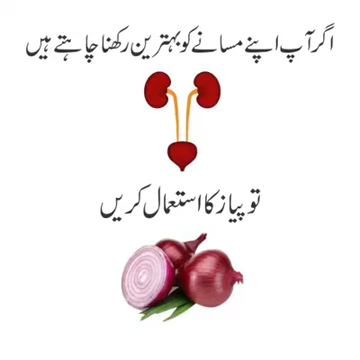 اگر آپ اپنے مسانے کو بہترین رکھنا چاہتے ہیں
تو پیاز کا استعمال کریں